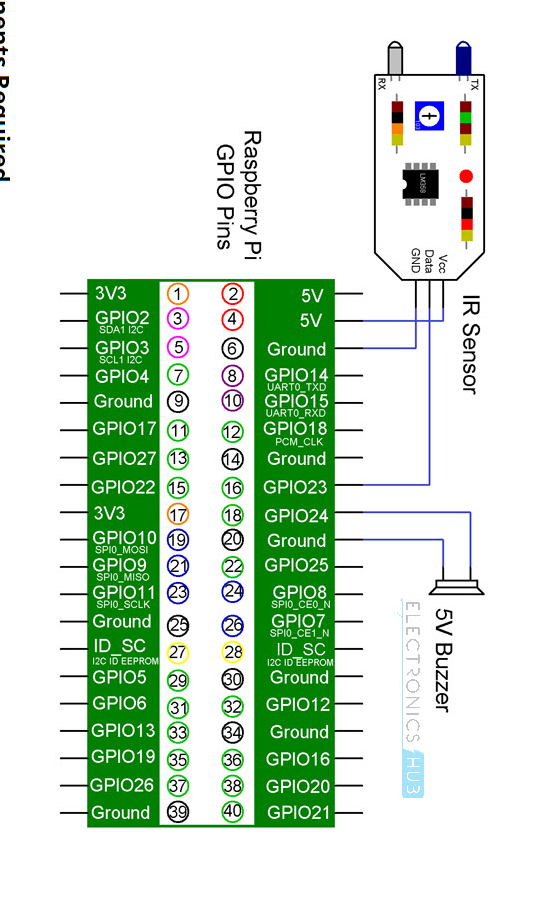 nents Required
Raspberry Pi
GPIO Pins
RX
TX
LM358
GND
Data
Vcc
IR Sensor
3V3 1 2 5V
GPIO2 3 4 5V
SDA1 I2C
GPIO3 5 6 Ground
SCL1 I2C
GPIO4 7 8 GPIO14
UART0_TXD
Ground 9 10 GPIO15
UART0_RXD
GPIO17 11 12 GPIO18
PCM_CLK
GPIO27 13 14 Ground
GPIO22 15 16 GPIO23
3V3 17 18 GPIO24
GPIO10 19 20 Ground
SPI0_MOSI
GPIO9 21 22 GPIO25
SPI0_MISO
GPIO11 23 24 GPIO8
SPI0_SCLK SPI0_CE0_N
Ground 25 26 GPIO7
SPI0_CE1_N
ID_SC 27 28 ID_SC
I2C ID EEPROM I2C ID EEPROM
GPIO5 29 30 Ground
GPIO6 31 32 GPIO12
GPIO13 33 34 Ground
GPIO19 35 36 GPIO16
GPIO26 37 38 GPIO20
Ground 39 40 GPIO21
5V Buzzer
ELECTRONICS HUB